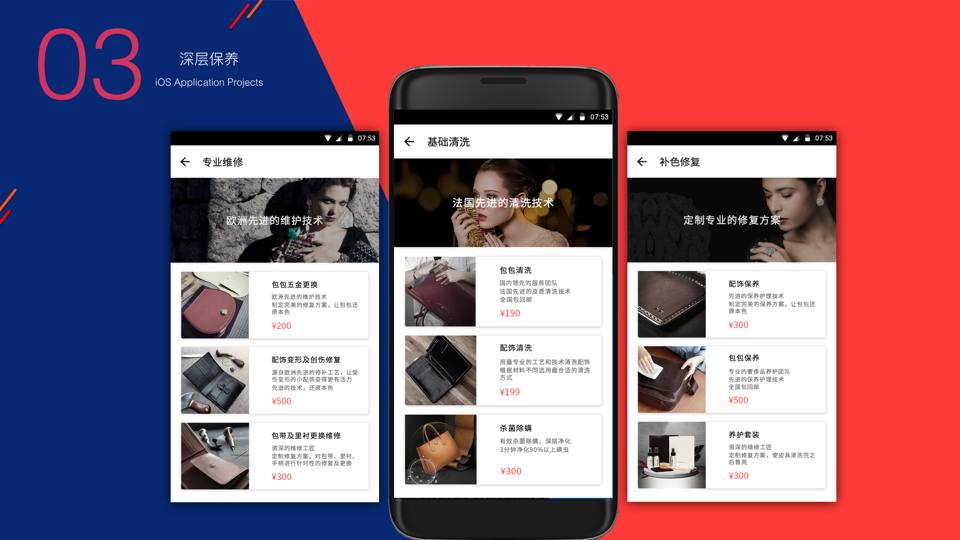 03
深层保养
iOS Application Projects
07:53
专业维修
欧洲先进的维护技术
包包五金更换
欧洲先进的维护技术
制定完美的修复方案，让包包还
原本色
¥200
配饰变形及创伤修复
源自欧洲先进的修补工艺，让受
伤变形的小配饰变得更有活力
先进的技术，还原本色
¥500
包带及里衬更换维修
资深的维修工匠
定制修复方案，对包带、里衬、
手柄进行针对性的修复及更换
¥300
07:53
基础清洗
法国先进的清洗技术
包包清洗
国内领先的服务团队
法国先进的皮质清洗技术
全国包回邮
¥190
配饰清洗
用最专业的工艺和技术清洗配饰
根据材料不同选用最合适的清洗
方式
¥199
杀菌除螨
有效杀菌除螨，深层净化
3分钟净化90%以上螨虫
¥300
07:53
补色修复
定制专业的修复方案
配饰保养
先进的保养护理技术
制定完美的保养方案，让包包还
原本色
¥300
包包保养
专业的奢侈品养护团队
先进的保养护理技术
全国包回邮
¥500
养护套装
资深的维修工匠
定制修复方案，使皮具清洗完之
后普亮
¥300